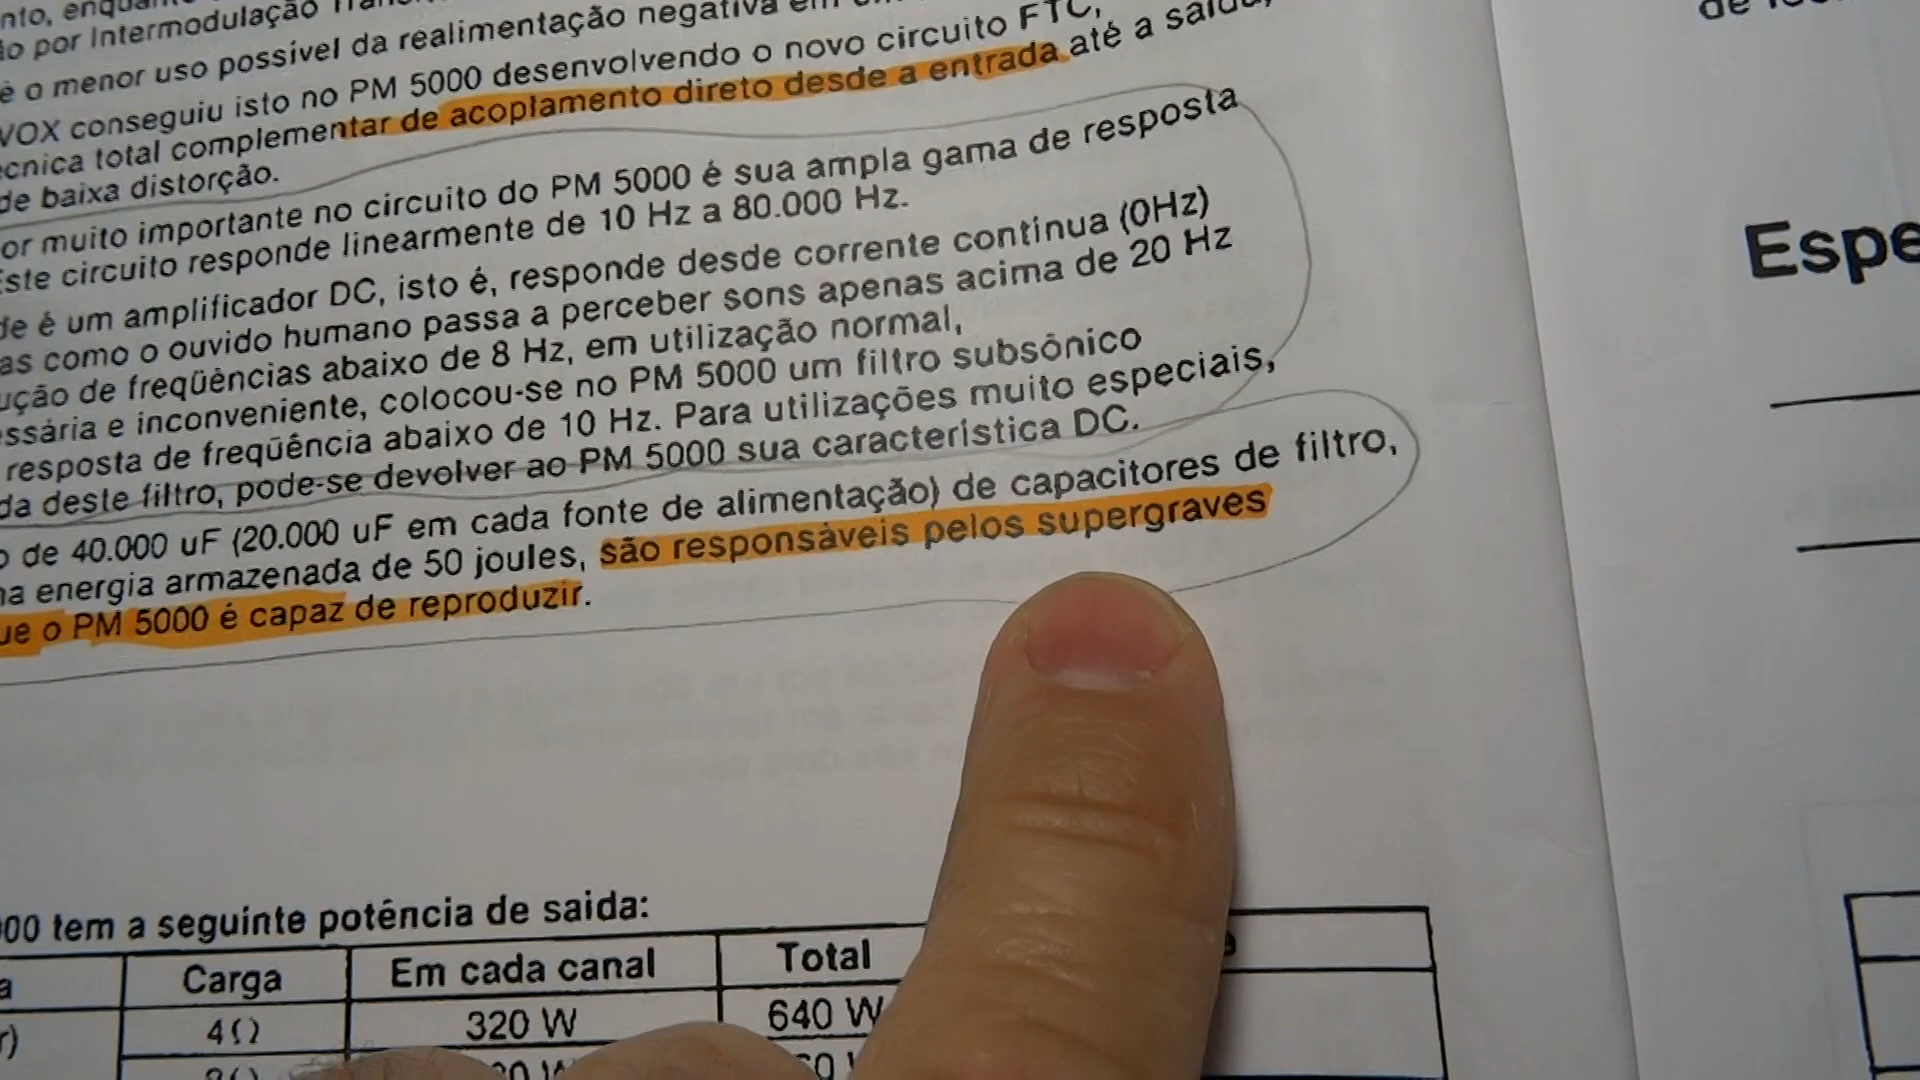 ão por Intermodulação
é o menor uso possível da realimentação negativa em
VOX conseguiu isto no PM 5000 desenvolvendo o novo circuito FTC,
écnica total complementar de acoplamento direto desde a entrada até a saída,
de baixa distorção.
or muito importante no circuito do PM 5000 é sua ampla gama de resposta
Este circuito responde linearmente de 10 Hz a 80.000 Hz.
de é um amplificador DC, isto é, responde desde corrente contínua (0Hz)
as como o ouvido humano passa a perceber sons apenas acima de 20 Hz
ução de freqüências abaixo de 8 Hz, em utilização normal,
ssária e inconveniente, colocou-se no PM 5000 um filtro subsônico
resposta de freqüência abaixo de 10 Hz. Para utilizações muito especiais,
da deste filtro, pode-se devolver ao PM 5000 sua característica DC.
o de 40.000 uF (20.000 uF em cada fonte de alimentação) de capacitores de filtro,
na energia armazenada de 50 joules, são responsáveis pelos supergraves
ue o PM 5000 é capaz de reproduzir.
000 tem a seguinte potência de saida:
a Carga Em cada canal Total
r) 4Ω 320 W 640 W
Espe